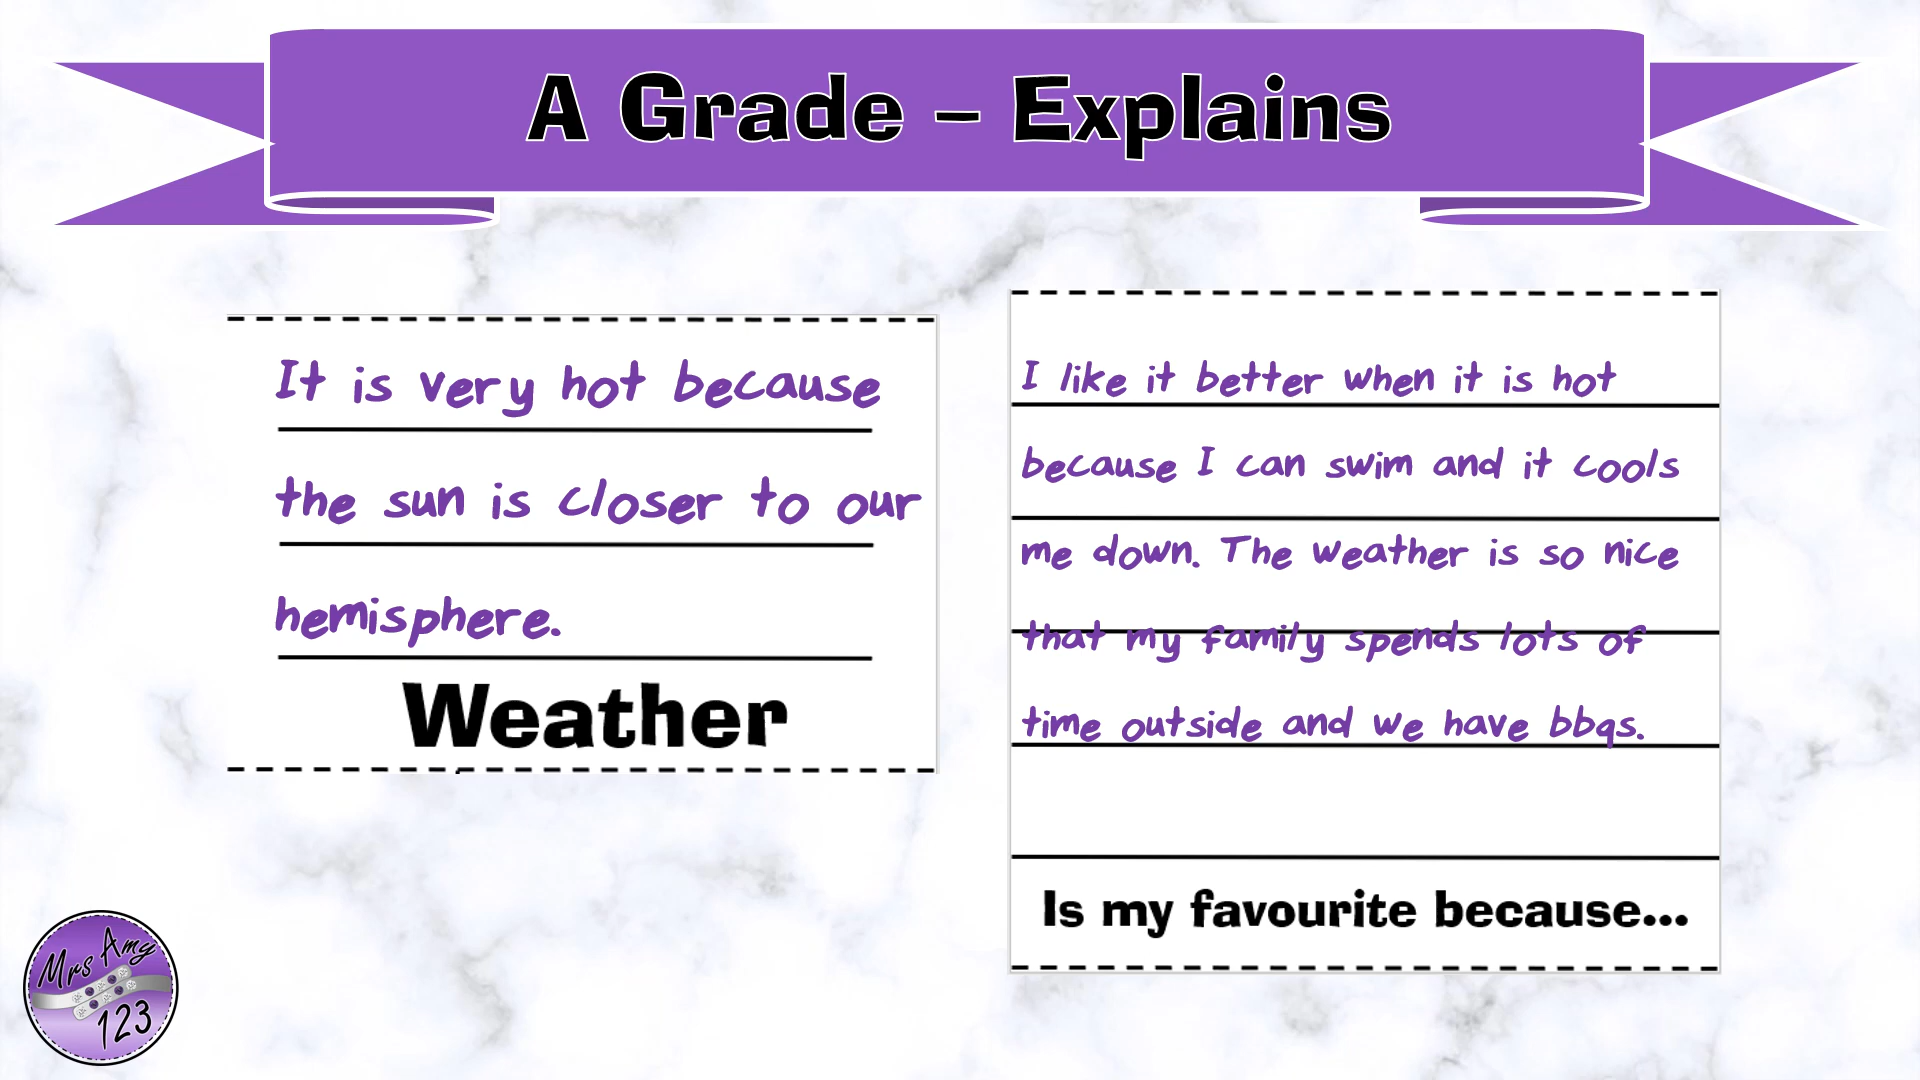 A Grade – Explains
It is very hot because
the sun is closer to our
hemisphere.
Weather
I like it better when it is hot
because I can swim and it cools
me down. The weather is so nice
that my family spends lots of
time outside and we have bbqs.
Is my favourite because...
Mrs Amy
123